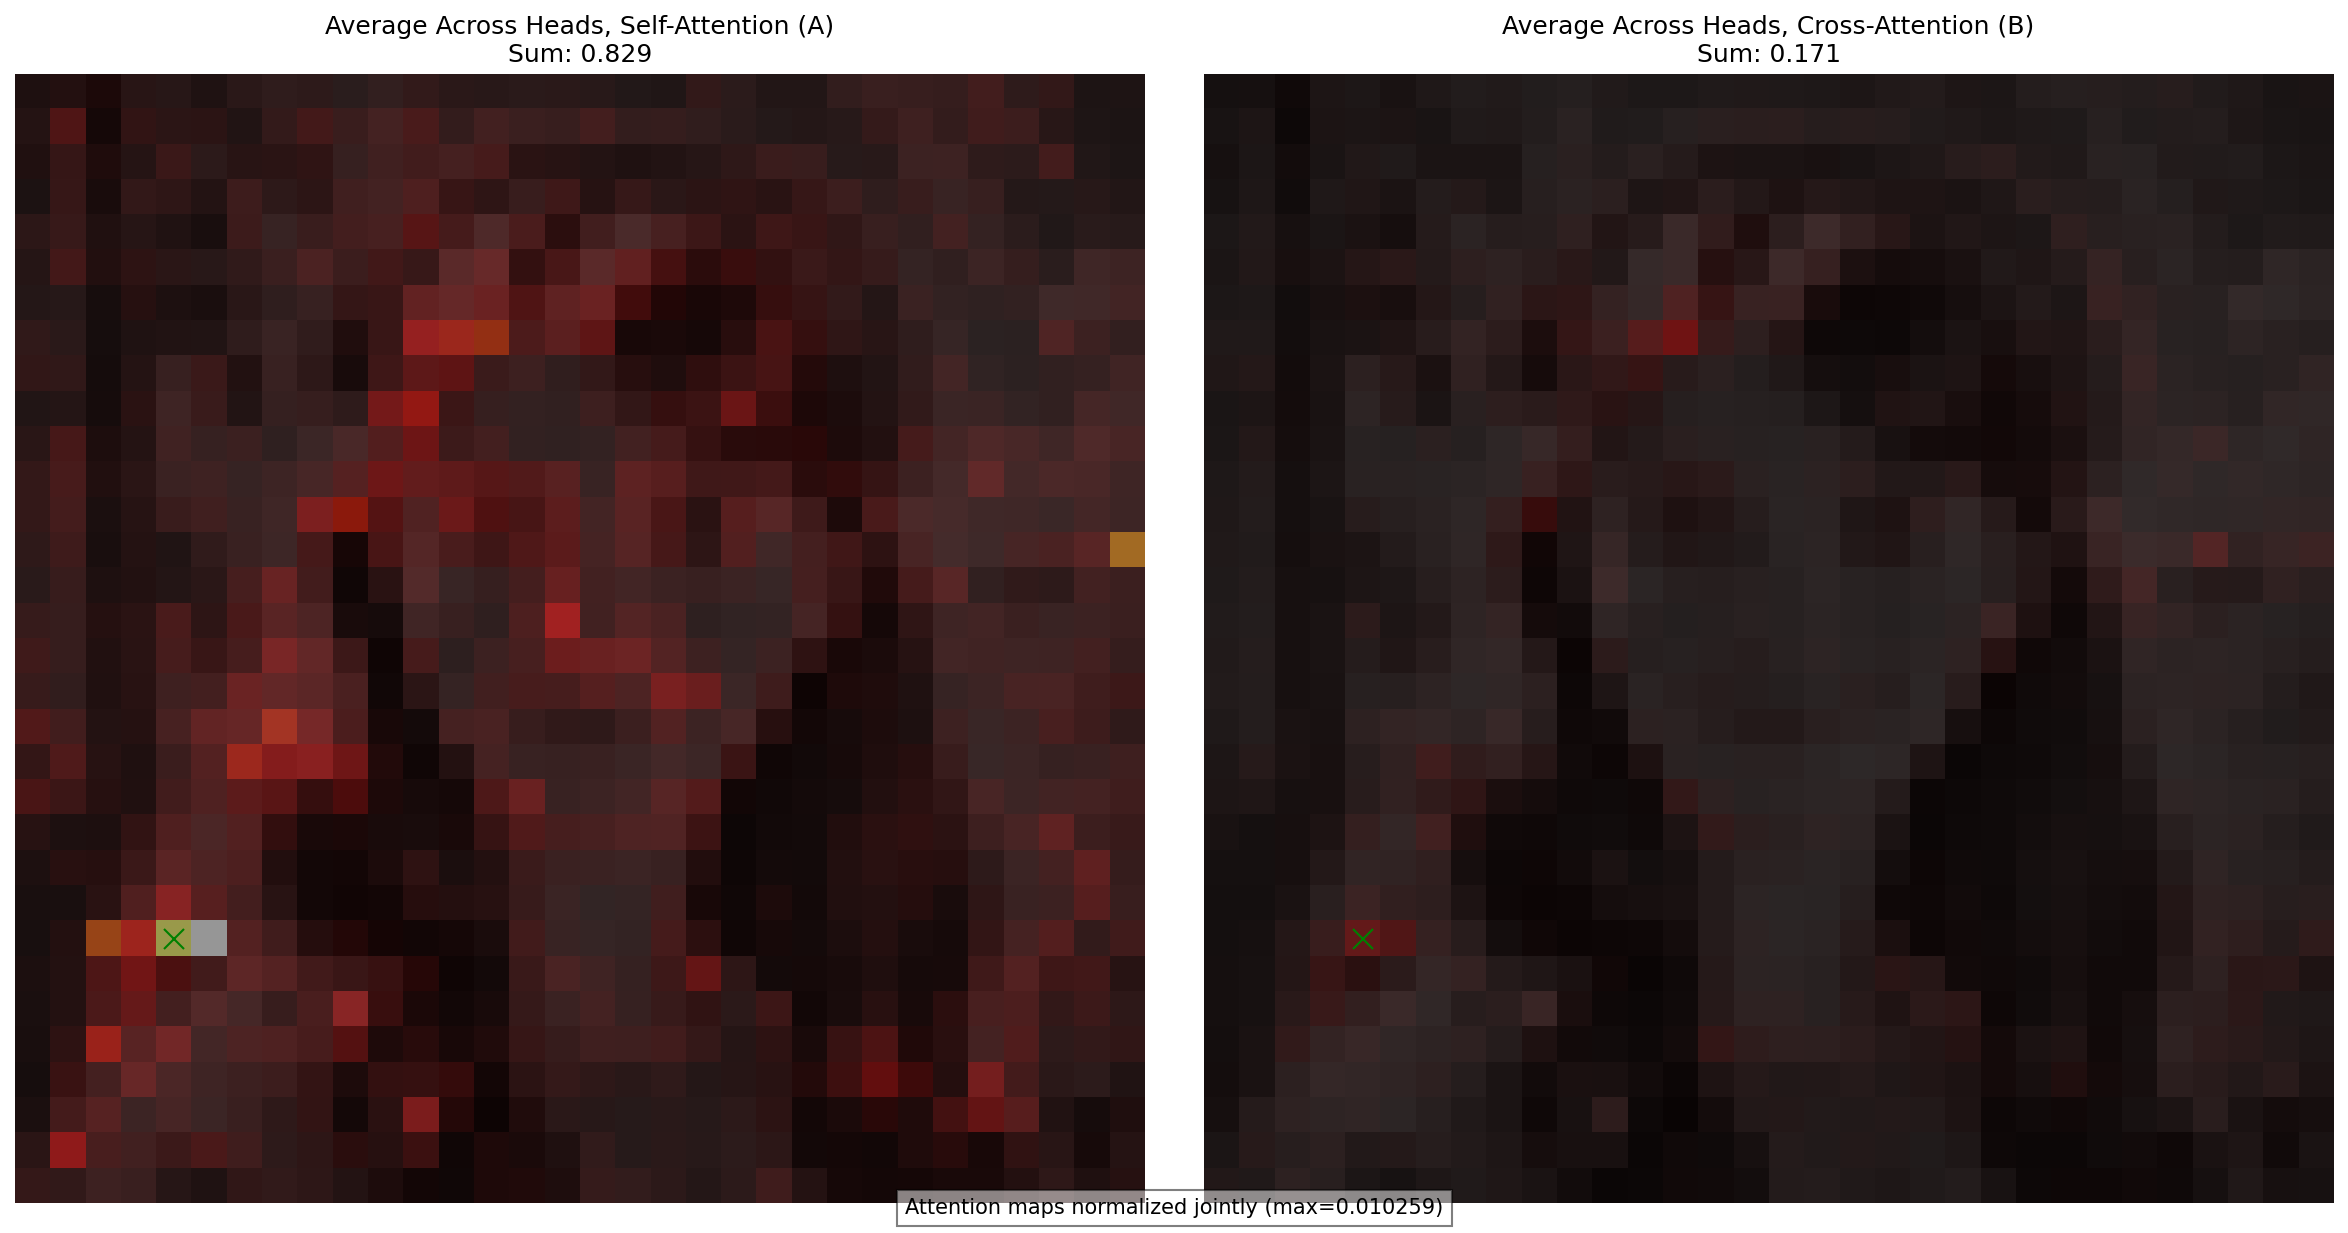 Average Across Heads, Self-Attention (A)
Sum: 0.829
Average Across Heads, Cross-Attention (B)
Sum: 0.171
Attention maps normalized jointly (max=0.010259)